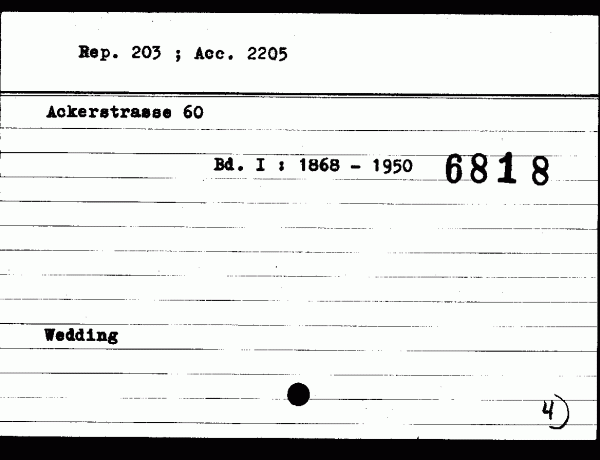 Rep. 203 ; Acc. 2205
Ackerstrasse 60
Bd. I : 1868 - 1950 6818
Wedding
4)